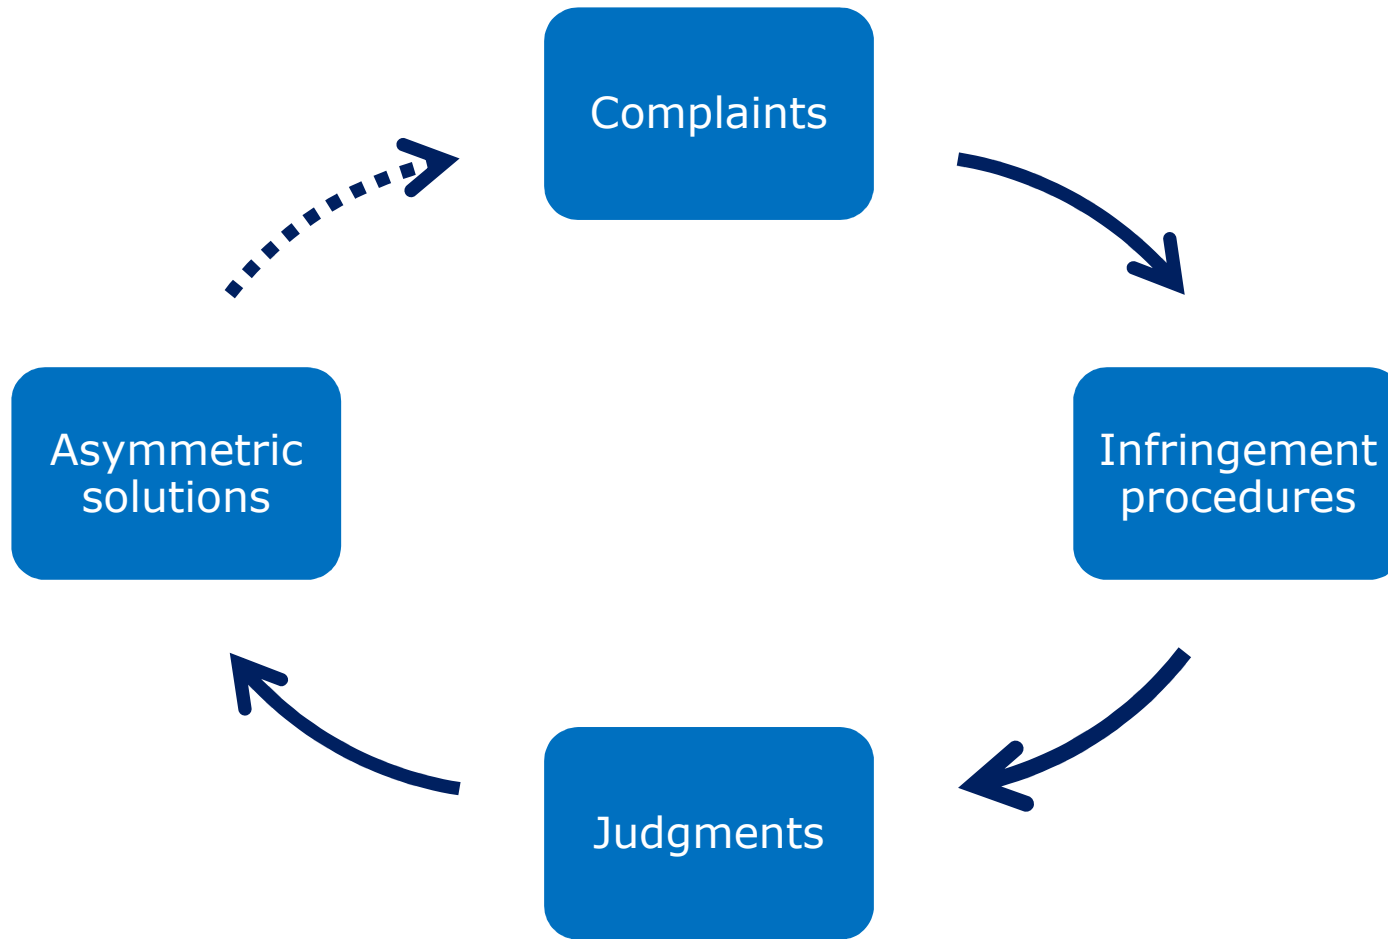 Complaints
Asymmetric
solutions
Infringement
procedures
Judgments